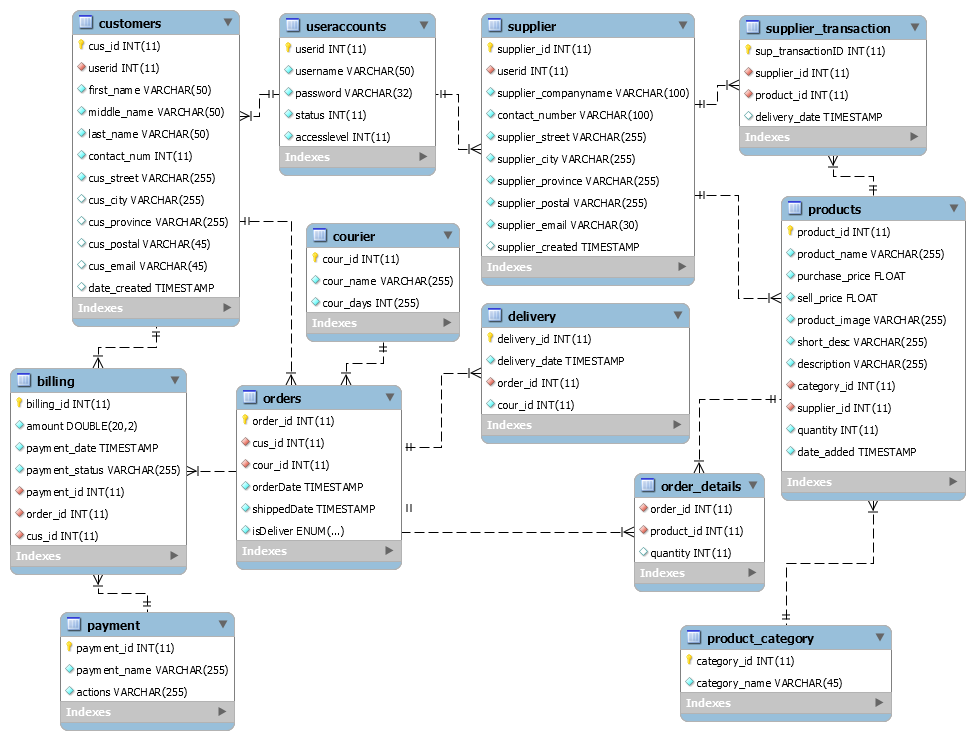 customers
cus_id INT(11)
userid INT(11)
first_name VARCHAR(50)
middle_name VARCHAR(50)
last_name VARCHAR(50)
contact_num INT(11)
cus_street VARCHAR(255)
cus_city VARCHAR(255)
cus_province VARCHAR(255)
cus_postal VARCHAR(45)
cus_email VARCHAR(45)
date_created TIMESTAMP
Indexes
useraccounts
userid INT(11)
username VARCHAR(50)
password VARCHAR(32)
status INT(11)
accesslevel INT(11)
Indexes
supplier
supplier_id INT(11)
userid INT(11)
supplier_companyname VARCHAR(100)
contact_number VARCHAR(100)
supplier_street VARCHAR(255)
supplier_city VARCHAR(255)
supplier_province VARCHAR(255)
supplier_postal VARCHAR(255)
supplier_email VARCHAR(30)
supplier_created TIMESTAMP
Indexes
supplier_transaction
sup_transactionID INT(11)
supplier_id INT(11)
product_id INT(11)
delivery_date TIMESTAMP
Indexes
products
product_id INT(11)
product_name VARCHAR(255)
purchase_price FLOAT
sell_price FLOAT
product_image VARCHAR(255)
short_desc VARCHAR(255)
description VARCHAR(255)
category_id INT(11)
supplier_id INT(11)
quantity INT(11)
date_added TIMESTAMP
Indexes
courier
cour_id INT(11)
cour_name VARCHAR(255)
cour_days INT(255)
Indexes
delivery
delivery_id INT(11)
delivery_date TIMESTAMP
order_id INT(11)
cour_id INT(11)
Indexes
billing
billing_id INT(11)
amount DOUBLE(20,2)
payment_date TIMESTAMP
payment_status VARCHAR(255)
payment_id INT(11)
order_id INT(11)
cus_id INT(11)
Indexes
orders
order_id INT(11)
cus_id INT(11)
cour_id INT(11)
orderDate TIMESTAMP
shippedDate TIMESTAMP
isDeliver ENUM(...)
Indexes
order_details
order_id INT(11)
product_id INT(11)
quantity INT(11)
Indexes
payment
payment_id INT(11)
payment_name VARCHAR(255)
actions VARCHAR(255)
Indexes
product_category
category_id INT(11)
category_name VARCHAR(45)
Indexes